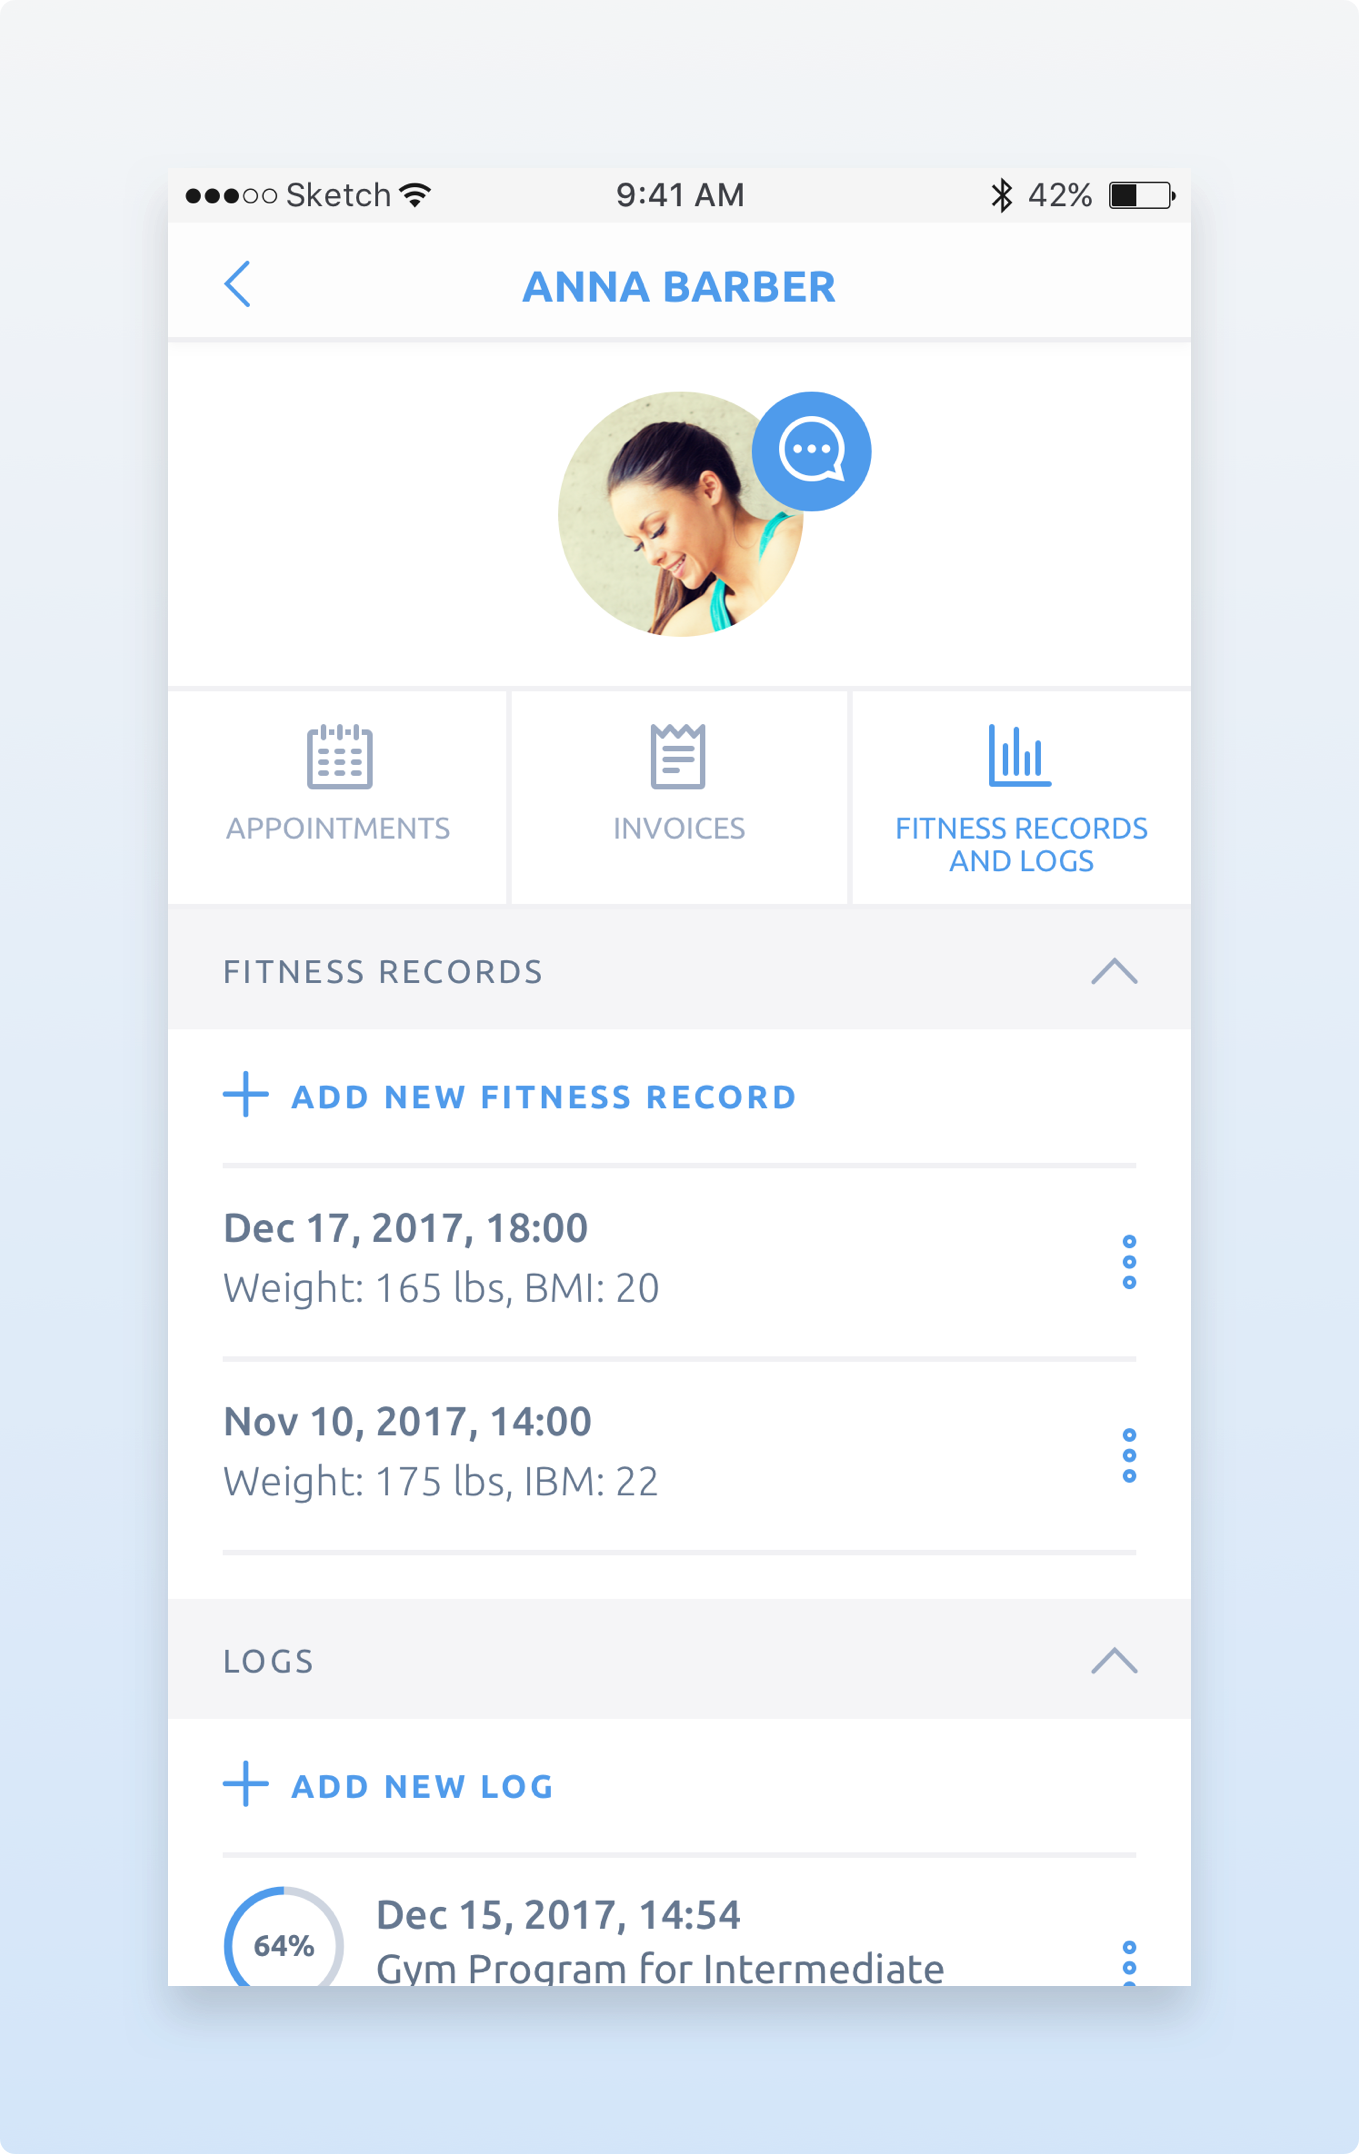 Sketch 9:41 AM 42%
ANNA BARBER
APPOINTMENTS
INVOICES
FITNESS RECORDS
AND LOGS
FITNESS RECORDS
ADD NEW FITNESS RECORD
Dec 17, 2017, 18:00
Weight: 165 lbs, BMI: 20
Nov 10, 2017, 14:00
Weight: 175 lbs, IBM: 22
LOGS
ADD NEW LOG
64%
Dec 15, 2017, 14:54
Gym Program for Intermediate